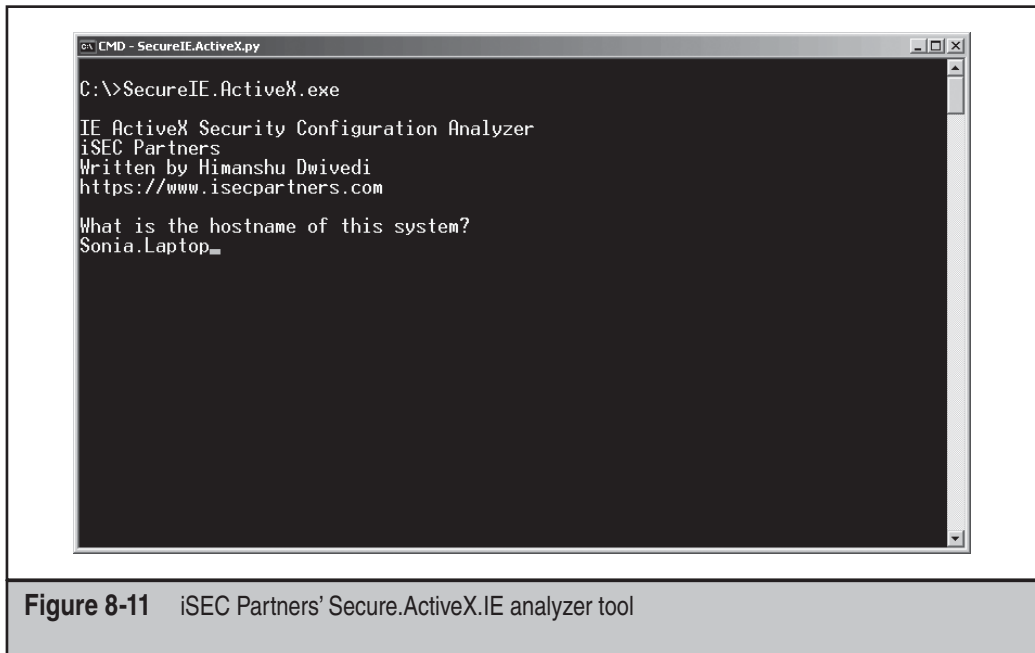 CMD - SecureIE.ActiveX.py
C:\>SecureIE.ActiveX.exe
IE ActiveX Security Configuration Analyzer
iSEC Partners
Written by Himanshu Dwivedi
https://www.isecpartners.com
What is the hostname of this system?
Sonia.Laptop_
Figure 8-11 iSEC Partners' Secure.ActiveX.IE analyzer tool